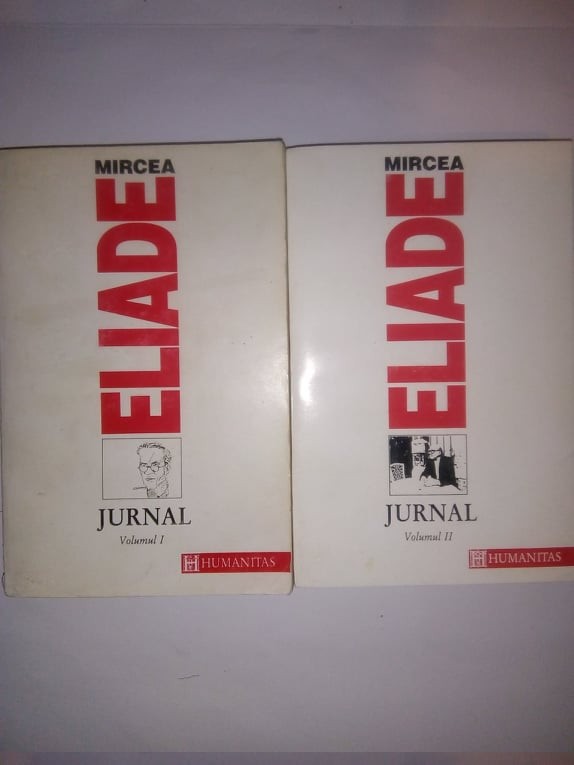 MIRCEA
ELIADE
JURNAL
Volumul I
HUMANITAS
MIRCEA
ELIADE
JURNAL
Volumul II
HUMANITAS